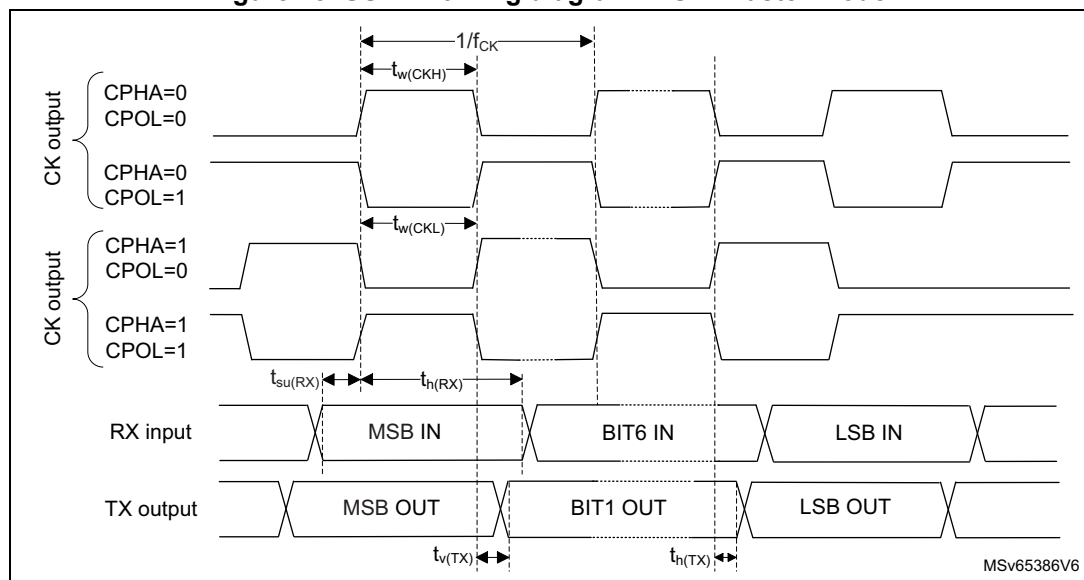 1/fCK
tw(CKH)
CK output
CPHA=0
CPOL=0
CPHA=0
CPOL=1
tw(CKL)
CK output
CPHA=1
CPOL=0
CPHA=1
CPOL=1
tsu(RX)
th(RX)
RX input
MSB IN
BIT6 IN
LSB IN
TX output
MSB OUT
BIT1 OUT
LSB OUT
tv(TX)
th(TX)
MSv65386V6